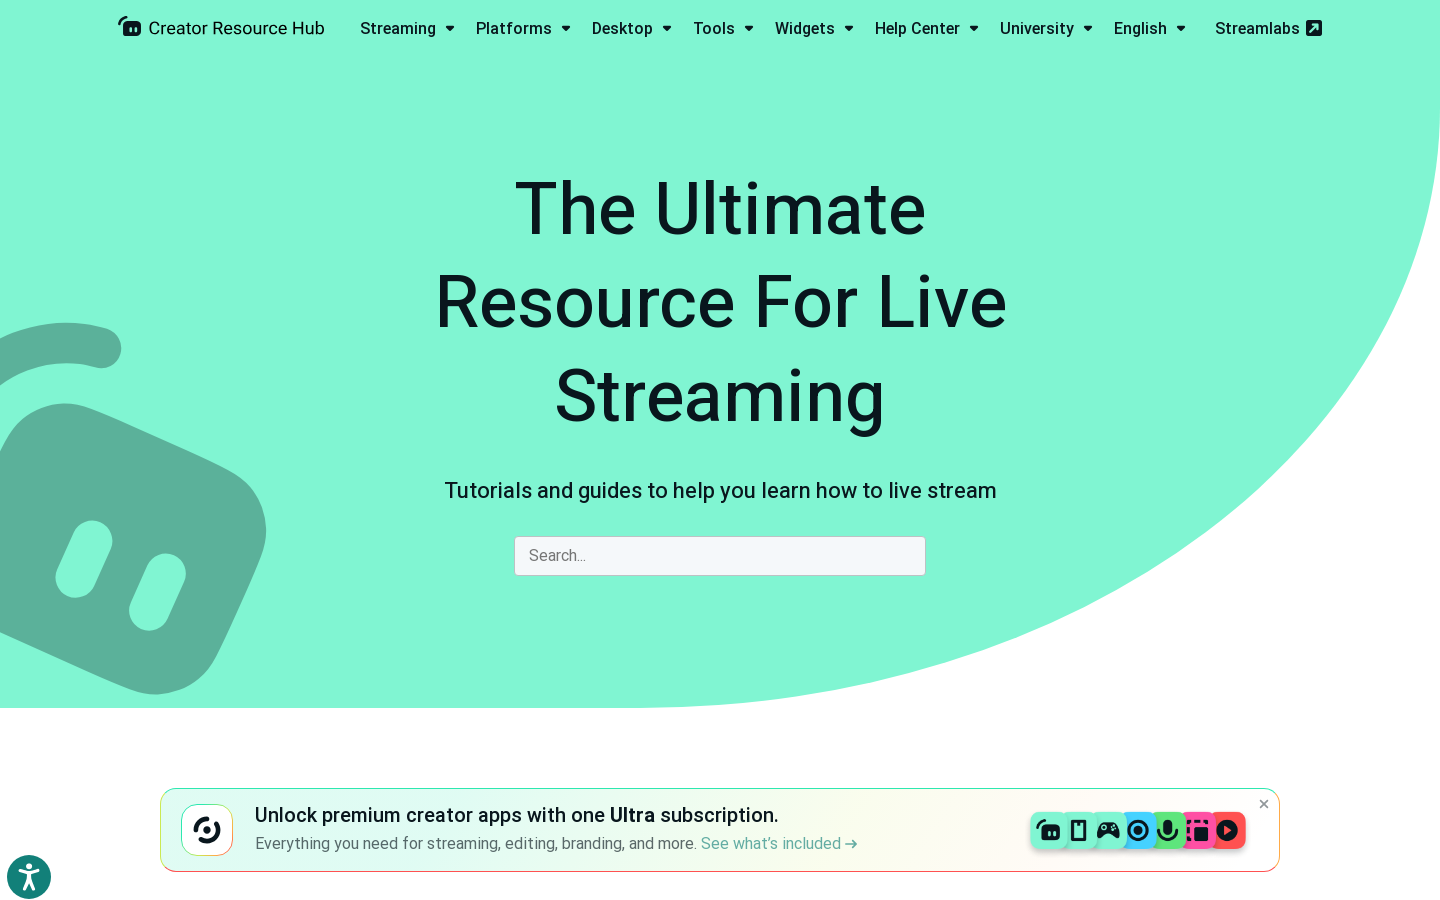 Creator Resource Hub
Streaming
Platforms
Desktop
Tools
Widgets
Help Center
University
English
Streamlabs
The Ultimate
Resource For Live
Streaming
Tutorials and guides to help you learn how to live stream
Search...
Unlock premium creator apps with one Ultra subscription.
Everything you need for streaming, editing, branding, and more. See what's included →